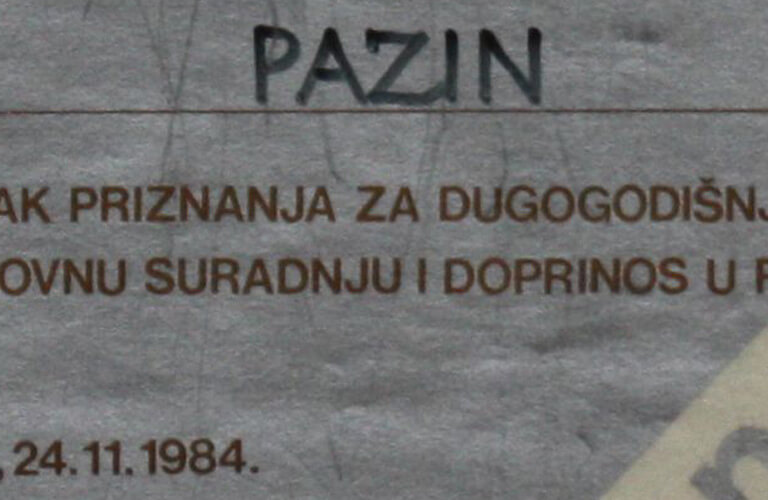 PAZIN
AK PRIZNANJA ZA DUGOGODIŠNJ
OVNU SURADNJU I DOPRINOS U
, 24.11.1984.